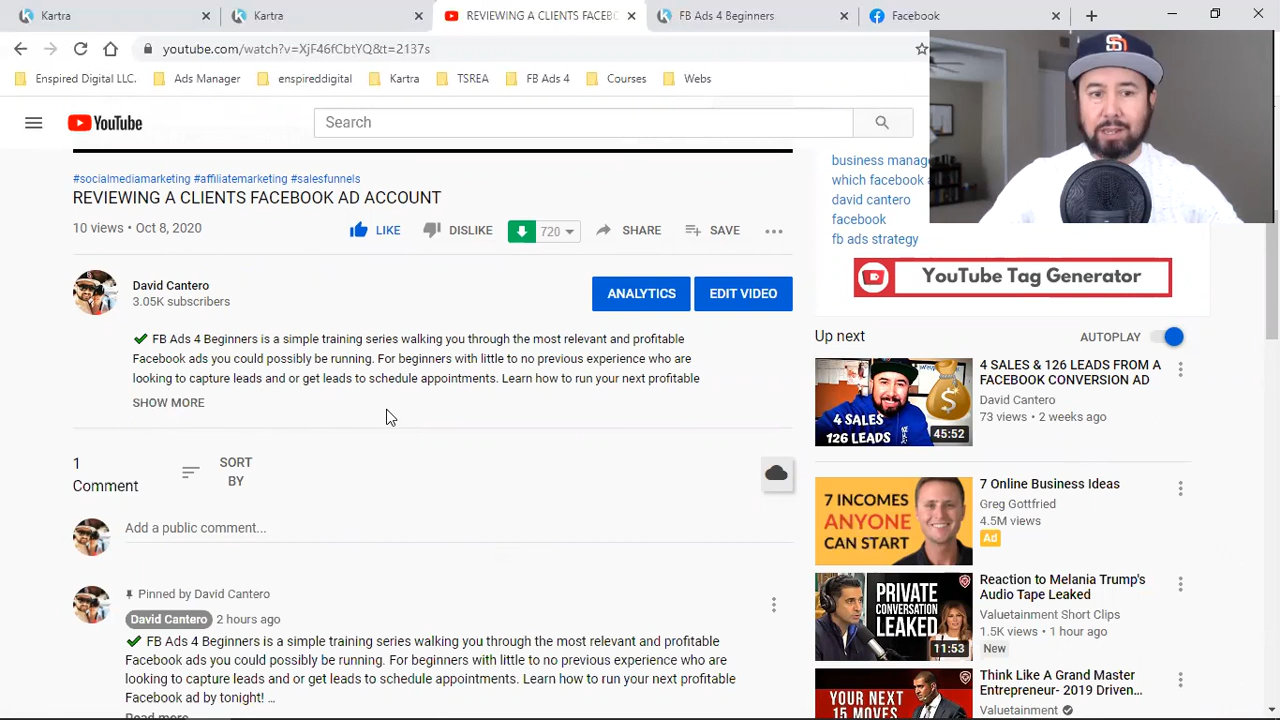 Kartra
Kartra
REVIEWING A CLIENTS FACEB
FB Ads 4 Beginners
Facebook
youtube.com/watch?v=XjF46fCbtYQ&t=2137s
Enspired Digital LLC.
Ads Manage
enspireddigital
Kartra
TSREA
FB Ads 4
Courses
Webs
YouTube
Search
#socialmediamarketing #affiliatemarketing #salesfunnels
REVIEWING A CLIENTS FACEBOOK AD ACCOUNT
10 views • Oct 8, 2020
LIKE
DISLIKE
720
SHARE
SAVE
David Cantero
3.05K subscribers
ANALYTICS
EDIT VIDEO
FB Ads 4 Beginners is a simple training series walking you through the most relevant and profitable
Facebook ads you could possibly be running. For beginners with little to no previous experience who are
looking to capture leads and or get leads to schedule appointments. Learn how to run your next profitable
SHOW MORE
1
Comment
SORT
BY
Add a public comment...
Pinned by David Cantero
David Cantero 2 hours ago
FB Ads 4 Beg simple training series walking you through the most relevant and profitable
Facebook ads you could possibly be running. For beginners with little to no previous experience who are
looking to capture leads and or get leads to schedule appointments. Learn how to run your next profitable
Facebook ad by tonight! ...
Read more
business manag
which facebook a
david cantero
facebook
fb ads strategy
YouTube Tag Generator
Up next
AUTOPLAY
4 SALES
126 LEADS
45:52
4 SALES & 126 LEADS FROM A
FACEBOOK CONVERSION AD
David Cantero
73 views • 2 weeks ago
7 INCOMES
ANYONE
CAN START
7 Online Business Ideas
Greg Gottfried
4.5M views
Ad
PRIVATE
CONVERSATION
LEAKED
11:53
Reaction to Melania Trump's
Audio Tape Leaked
Valuetainment Short Clips
1.5K views • 1 hour ago
New
YOUR NEXT
15 MOVES
Think Like A Grand Master
Entrepreneur- 2019 Driven...
Valuetainment